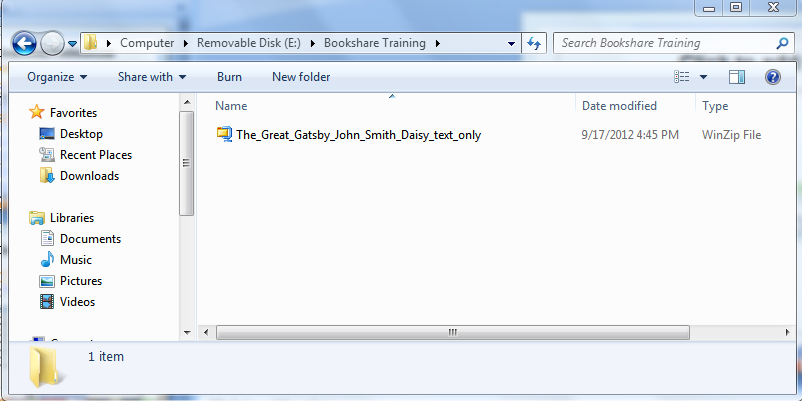 Computer Removable Disk (E:) Bookshare Training Search Bookshare Training
Organize Share with Burn New folder
Name Date modified Type
Favorites
Desktop
Recent Places
Downloads
Libraries
Documents
Music
Pictures
Videos
The_Great_Gatsby_John_Smith_Daisy_text_only 9/17/2012 4:45 PM WinZip File
1 item